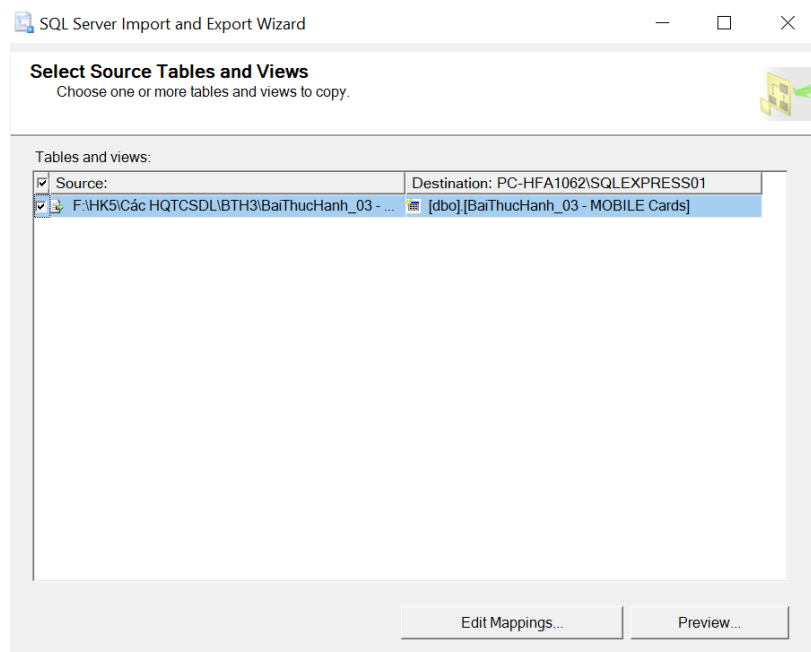 SQL Server Import and Export Wizard
Select Source Tables and Views
Choose one or more tables and views to copy.
Tables and views:
Source: Destination: PC-HFA1062\SQLEXPRESS01
F:\HK5\Các HQTCSDL\BTH3\BaiThucHanh_03 - ... [dbo].[BaiThucHanh_03 - MOBILE Cards]
Edit Mappings... Preview...